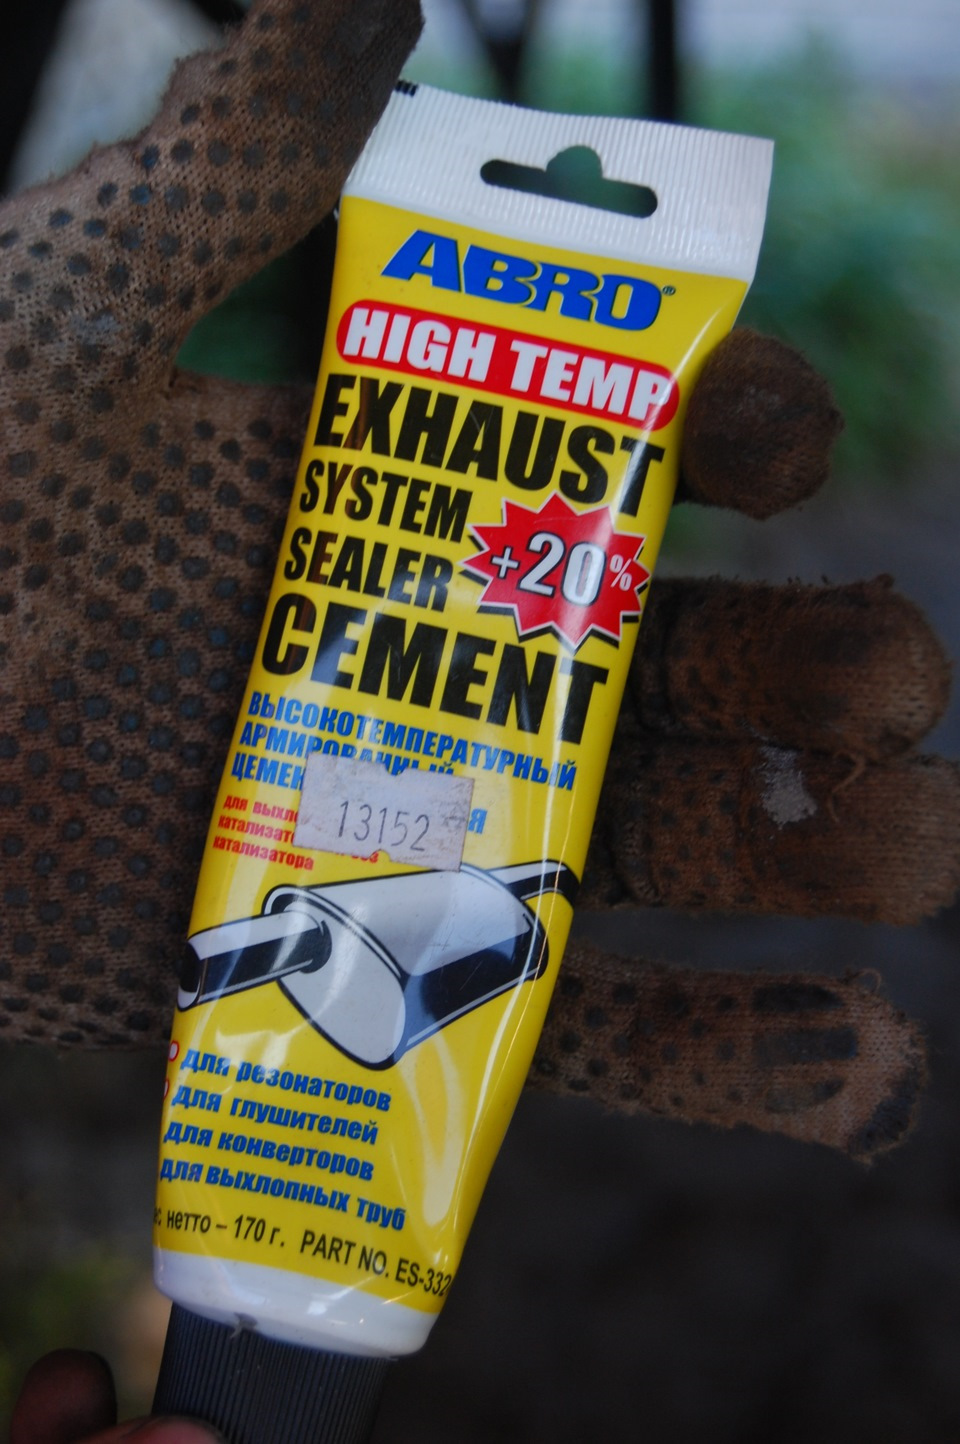 ABRO®
HIGH TEMP
EXHAUST
SYSTEM
SEALER
+20%
CEMENT
ВЫСОКОТЕМПЕРАТУРНЫЙ
АРМИРОВАННЫЙ
13152
катализатора
для резонаторов
для глушителей
для конверторов
для выхлопных труб
нетто – 170 г. PART NO. ES-332